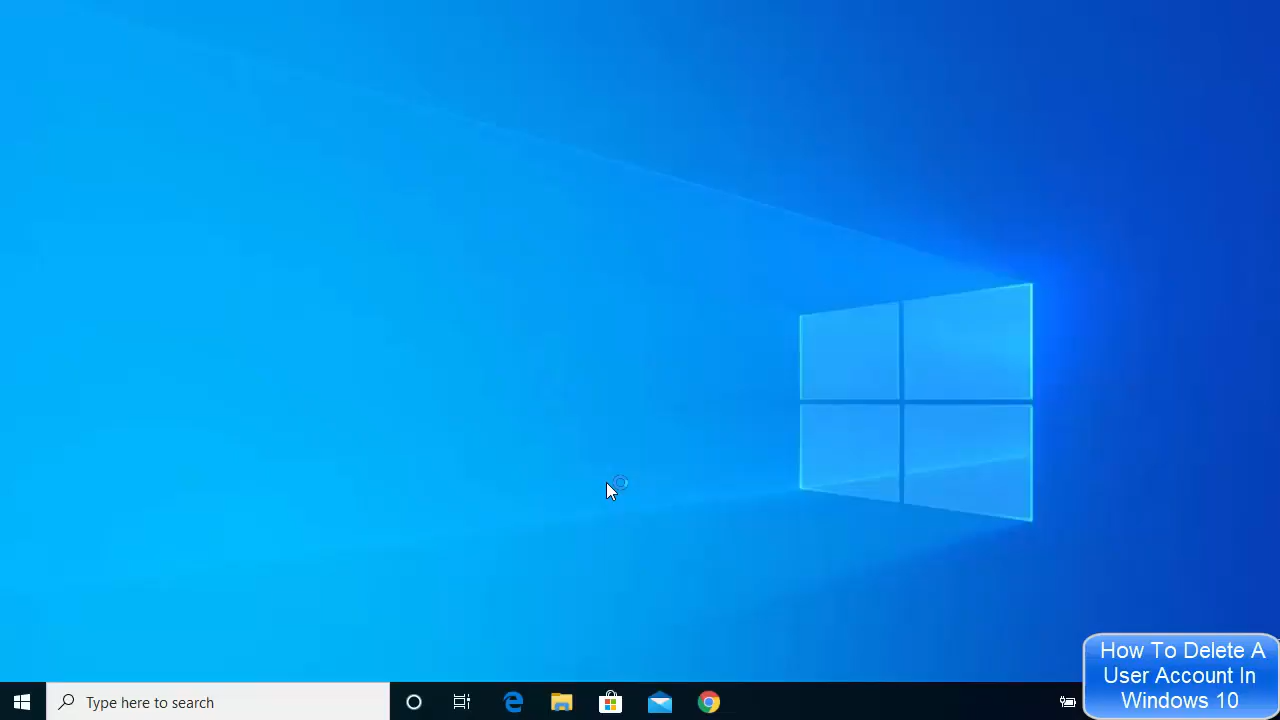 Type here to search
How To Delete A
User Account In
Windows 10